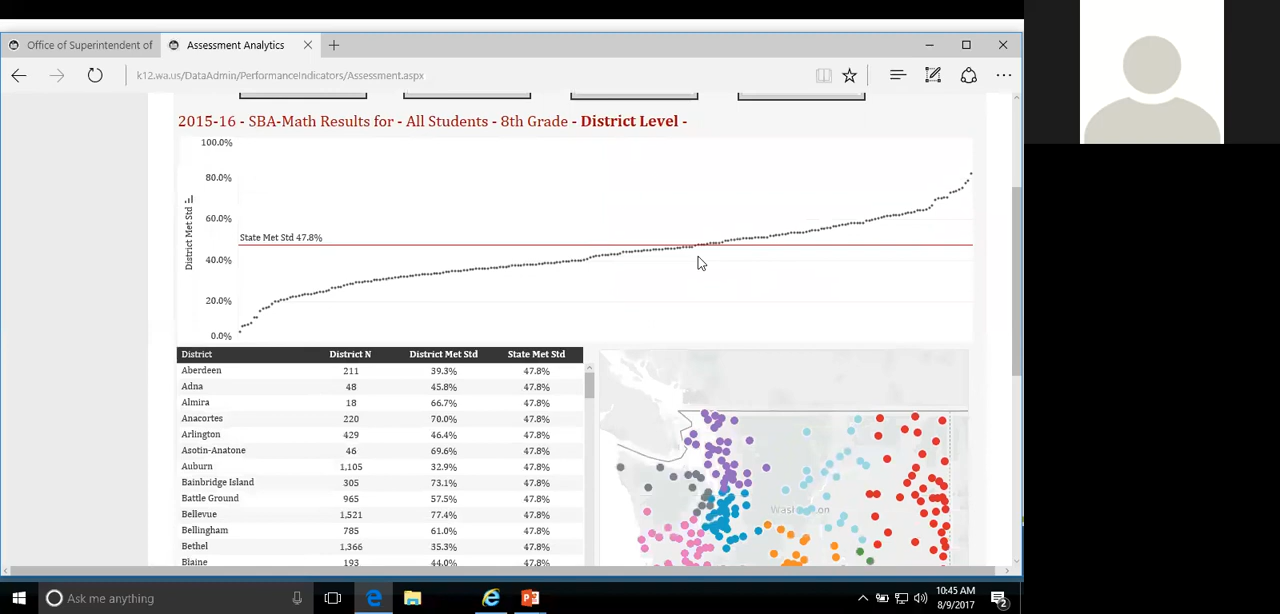 Office of Superintendent of
Assessment Analytics
k12.wa.us/DataAdmin/PerformanceIndicators/Assessment.aspx
2015-16 - SBA-Math Results for - All Students - 8th Grade - District Level -
100.0%
80.0%
60.0%
40.0%
20.0%
0.0%
District Met Std
State Met Std 47.8%
District District N District Met Std State Met Std
Aberdeen 211 39.3% 47.8%
Adna 48 45.8% 47.8%
Almira 18 66.7% 47.8%
Anacortes 220 70.0% 47.8%
Arlington 429 46.4% 47.8%
Asotin-Anatone 46 69.6% 47.8%
Auburn 1,105 32.9% 47.8%
Bainbridge Island 305 73.1% 47.8%
Battle Ground 965 57.5% 47.8%
Bellevue 1,521 77.4% 47.8%
Bellingham 785 61.0% 47.8%
Bethel 1,366 35.3% 47.8%
Blaine 193 44.0% 47.8%
Washington
Ask me anything
10:45 AM
8/9/2017
2